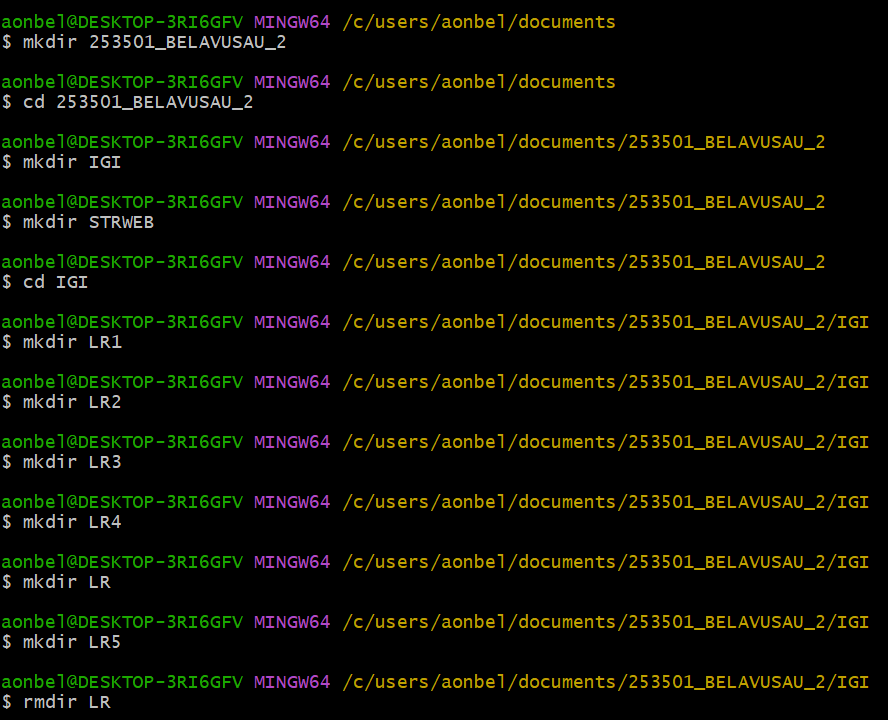 aonbel@DESKTOP-3RI6GFV MINGW64 /c/users/aonbel/documents
$ mkdir 253501_BELAVUSAU_2
aonbel@DESKTOP-3RI6GFV MINGW64 /c/users/aonbel/documents
$ cd 253501_BELAVUSAU_2
aonbel@DESKTOP-3RI6GFV MINGW64 /c/users/aonbel/documents/253501_BELAVUSAU_2
$ mkdir IGI
aonbel@DESKTOP-3RI6GFV MINGW64 /c/users/aonbel/documents/253501_BELAVUSAU_2
$ mkdir STRWEB
aonbel@DESKTOP-3RI6GFV MINGW64 /c/users/aonbel/documents/253501_BELAVUSAU_2
$ cd IGI
aonbel@DESKTOP-3RI6GFV MINGW64 /c/users/aonbel/documents/253501_BELAVUSAU_2/IGI
$ mkdir LR1
aonbel@DESKTOP-3RI6GFV MINGW64 /c/users/aonbel/documents/253501_BELAVUSAU_2/IGI
$ mkdir LR2
aonbel@DESKTOP-3RI6GFV MINGW64 /c/users/aonbel/documents/253501_BELAVUSAU_2/IGI
$ mkdir LR3
aonbel@DESKTOP-3RI6GFV MINGW64 /c/users/aonbel/documents/253501_BELAVUSAU_2/IGI
$ mkdir LR4
aonbel@DESKTOP-3RI6GFV MINGW64 /c/users/aonbel/documents/253501_BELAVUSAU_2/IGI
$ mkdir LR
aonbel@DESKTOP-3RI6GFV MINGW64 /c/users/aonbel/documents/253501_BELAVUSAU_2/IGI
$ mkdir LR5
aonbel@DESKTOP-3RI6GFV MINGW64 /c/users/aonbel/documents/253501_BELAVUSAU_2/IGI
$ rmdir LR